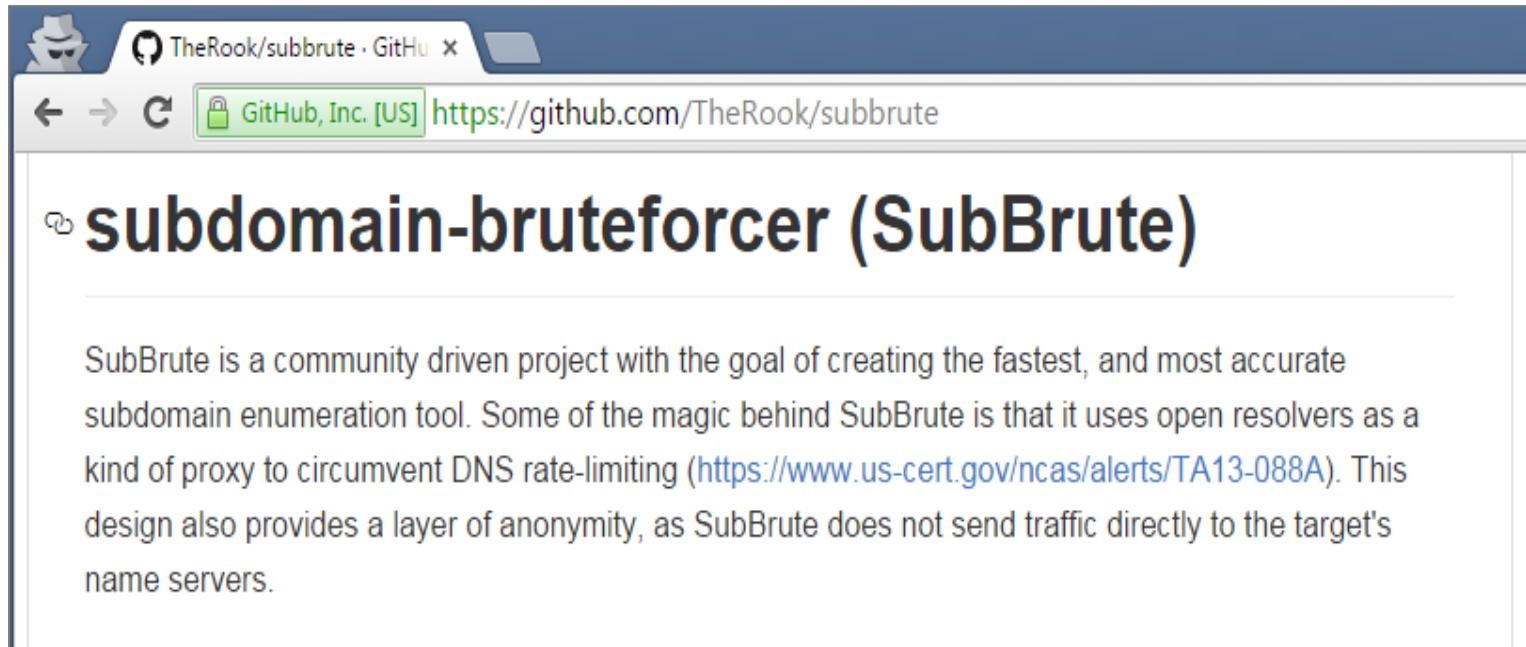 TheRook/subbrute · GitHu
GitHub, Inc. [US] https://github.com/TheRook/subbrute
subdomain-bruteforcer (SubBrute)
SubBrute is a community driven project with the goal of creating the fastest, and most accurate
subdomain enumeration tool. Some of the magic behind SubBrute is that it uses open resolvers as a
kind of proxy to circumvent DNS rate-limiting (https://www.us-cert.gov/ncas/alerts/TA13-088A). This
design also provides a layer of anonymity, as SubBrute does not send traffic directly to the target's
name servers.